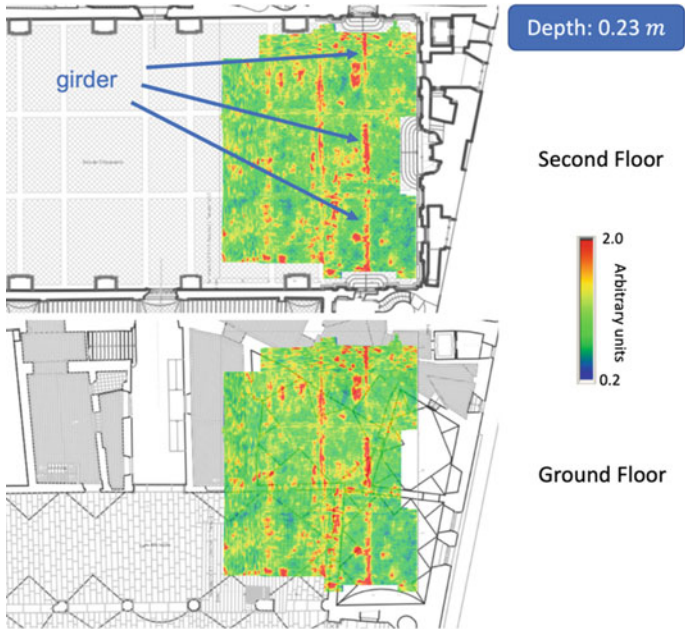 Depth: 0.23 m
girder
Second Floor
2.0
Arbitrary units
0.2
Ground Floor